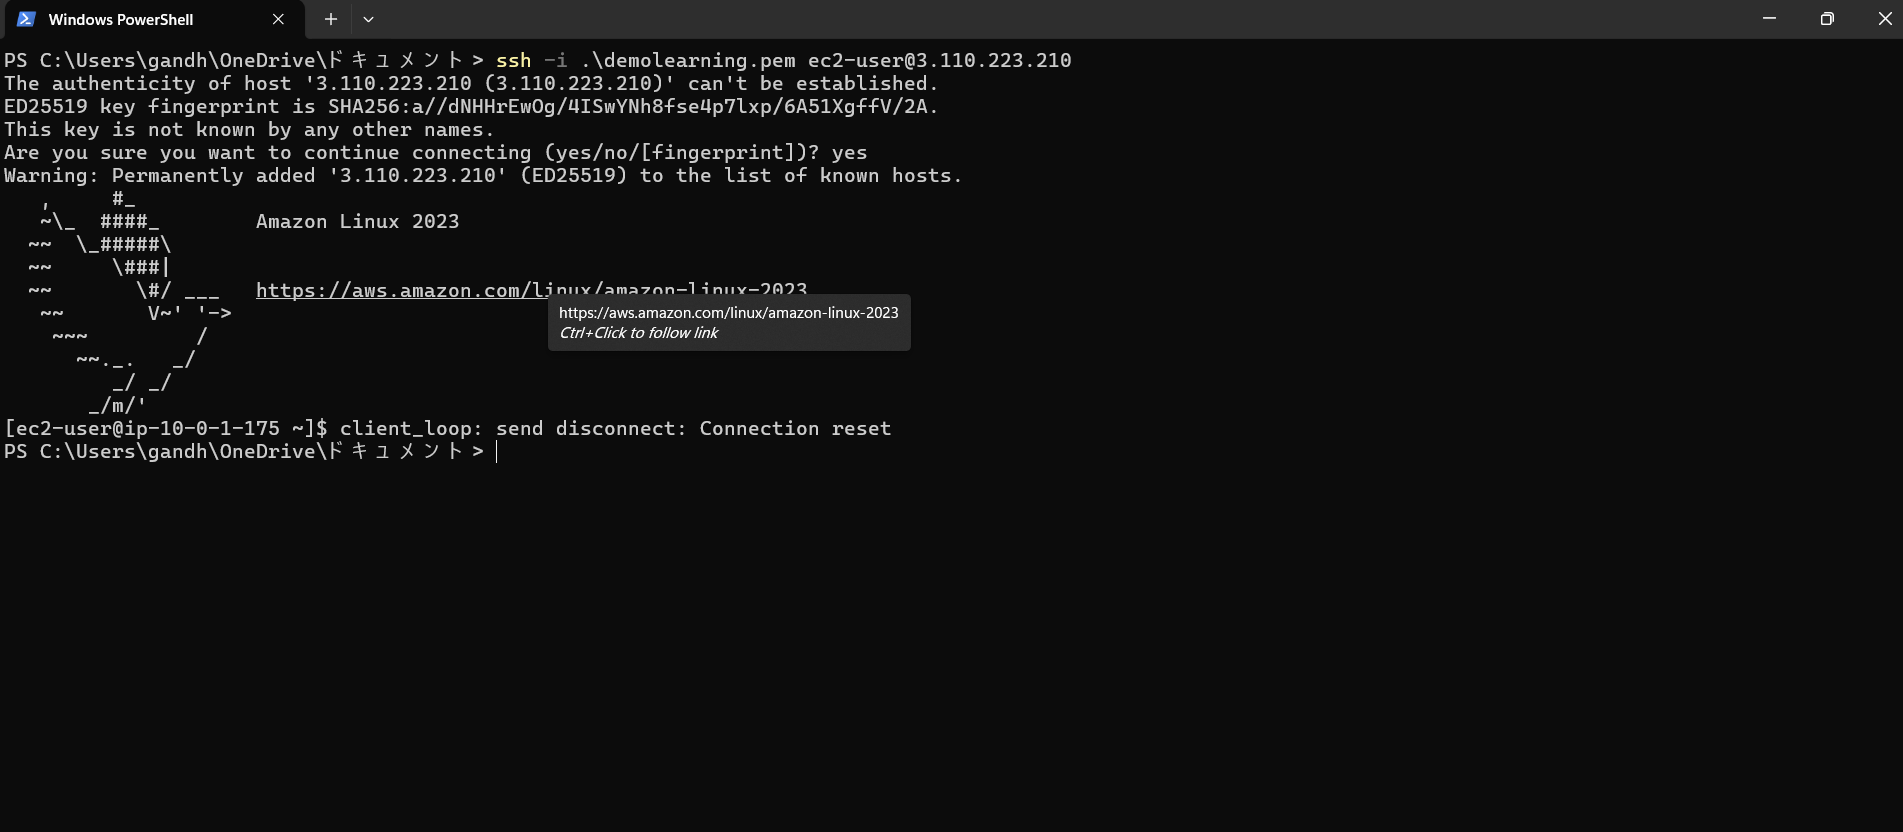 Windows PowerShell
PS C:\Users\gandh\OneDrive\ドキュメント> ssh -i .\demolearning.pem ec2-user@3.110.223.210
The authenticity of host '3.110.223.210 (3.110.223.210)' can't be established.
ED25519 key fingerprint is SHA256:a//dNHHrEwOg/4ISwYNh8fse4p7lxp/6A51XgffV/2A.
This key is not known by any other names.
Are you sure you want to continue connecting (yes/no/[fingerprint])? yes
Warning: Permanently added '3.110.223.210' (ED25519) to the list of known hosts.
   ,     #_
   ~\_  ####_        Amazon Linux 2023
  ~~  \_#####\
  ~~     \###|
  ~~       \#/ ___   https://aws.amazon.com/linux/amazon-linux-2023
   ~~       V~' '->
    ~~~         /
      ~~._.   _/
         _/ _/
       _/m/'
https://aws.amazon.com/linux/amazon-linux-2023
Ctrl+Click to follow link
[ec2-user@ip-10-0-1-175 ~]$ client_loop: send disconnect: Connection reset
PS C:\Users\gandh\OneDrive\ドキュメント>